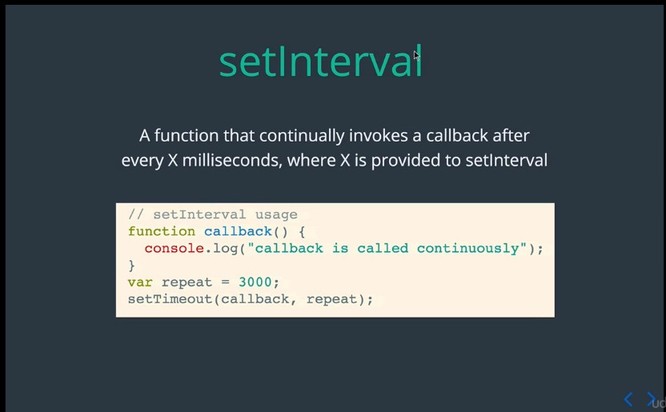 setInterval
A function that continually invokes a callback after
every X milliseconds, where X is provided to setInterval
// setInterval usage
function callback() {
  console.log("callback is called continuously");
}
var repeat = 3000;
setTimeout(callback, repeat);